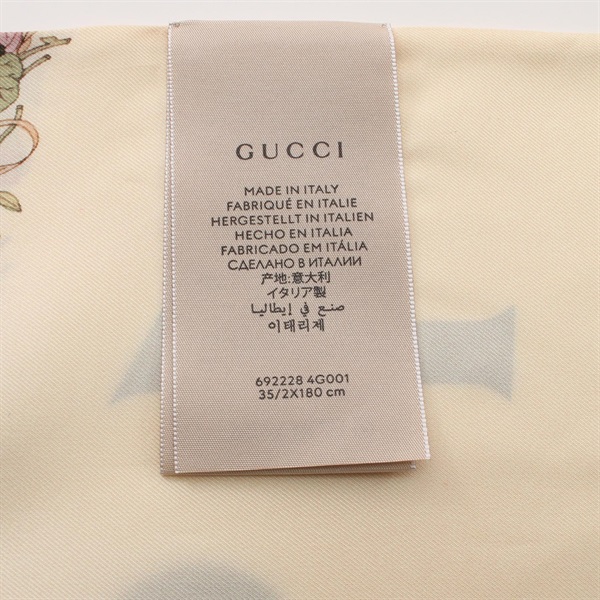 GUCCI
MADE IN ITALY
FABRIQUÉ EN ITALIE
HERGESTELLT IN ITALIEN
HECHO EN ITALIA
FABRICADO EM ITÁLIA
СДЕЛАНО В ИТАЛИИ
产地:意大利
イタリア製
صنع في إيطاليا
이태리제
692228 4G001
35/2X180 cm